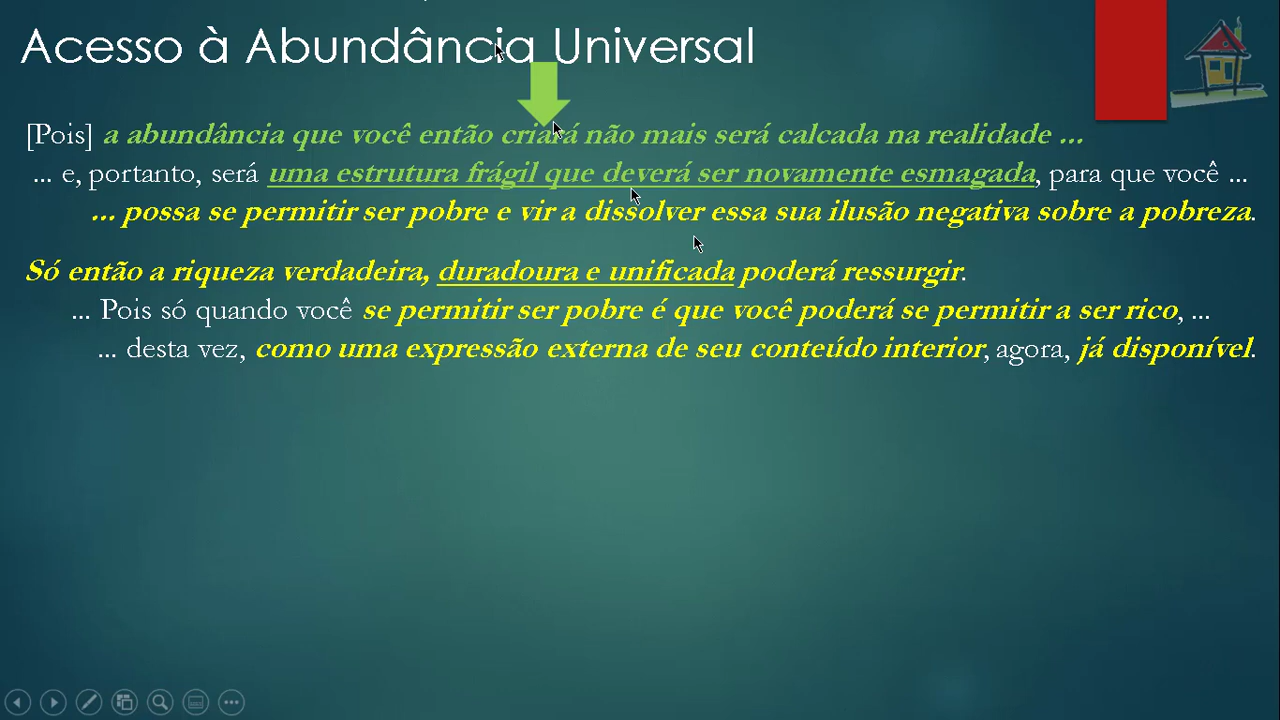 Acesso à Abundância Universal
[Pois] a abundância que você então criará não mais será calcada na realidade ...
... e, portanto, será uma estrutura frágil que deverá ser novamente esmagada, para que você ...
... possa se permitir ser pobre e vir a dissolver essa sua ilusão negativa sobre a pobreza.
Só então a riqueza verdadeira, duradoura e unificada poderá ressurgir.
... Pois só quando você se permitir ser pobre é que você poderá se permitir a ser rico, ...
... desta vez, como uma expressão externa de seu conteúdo interior, agora, já disponível.